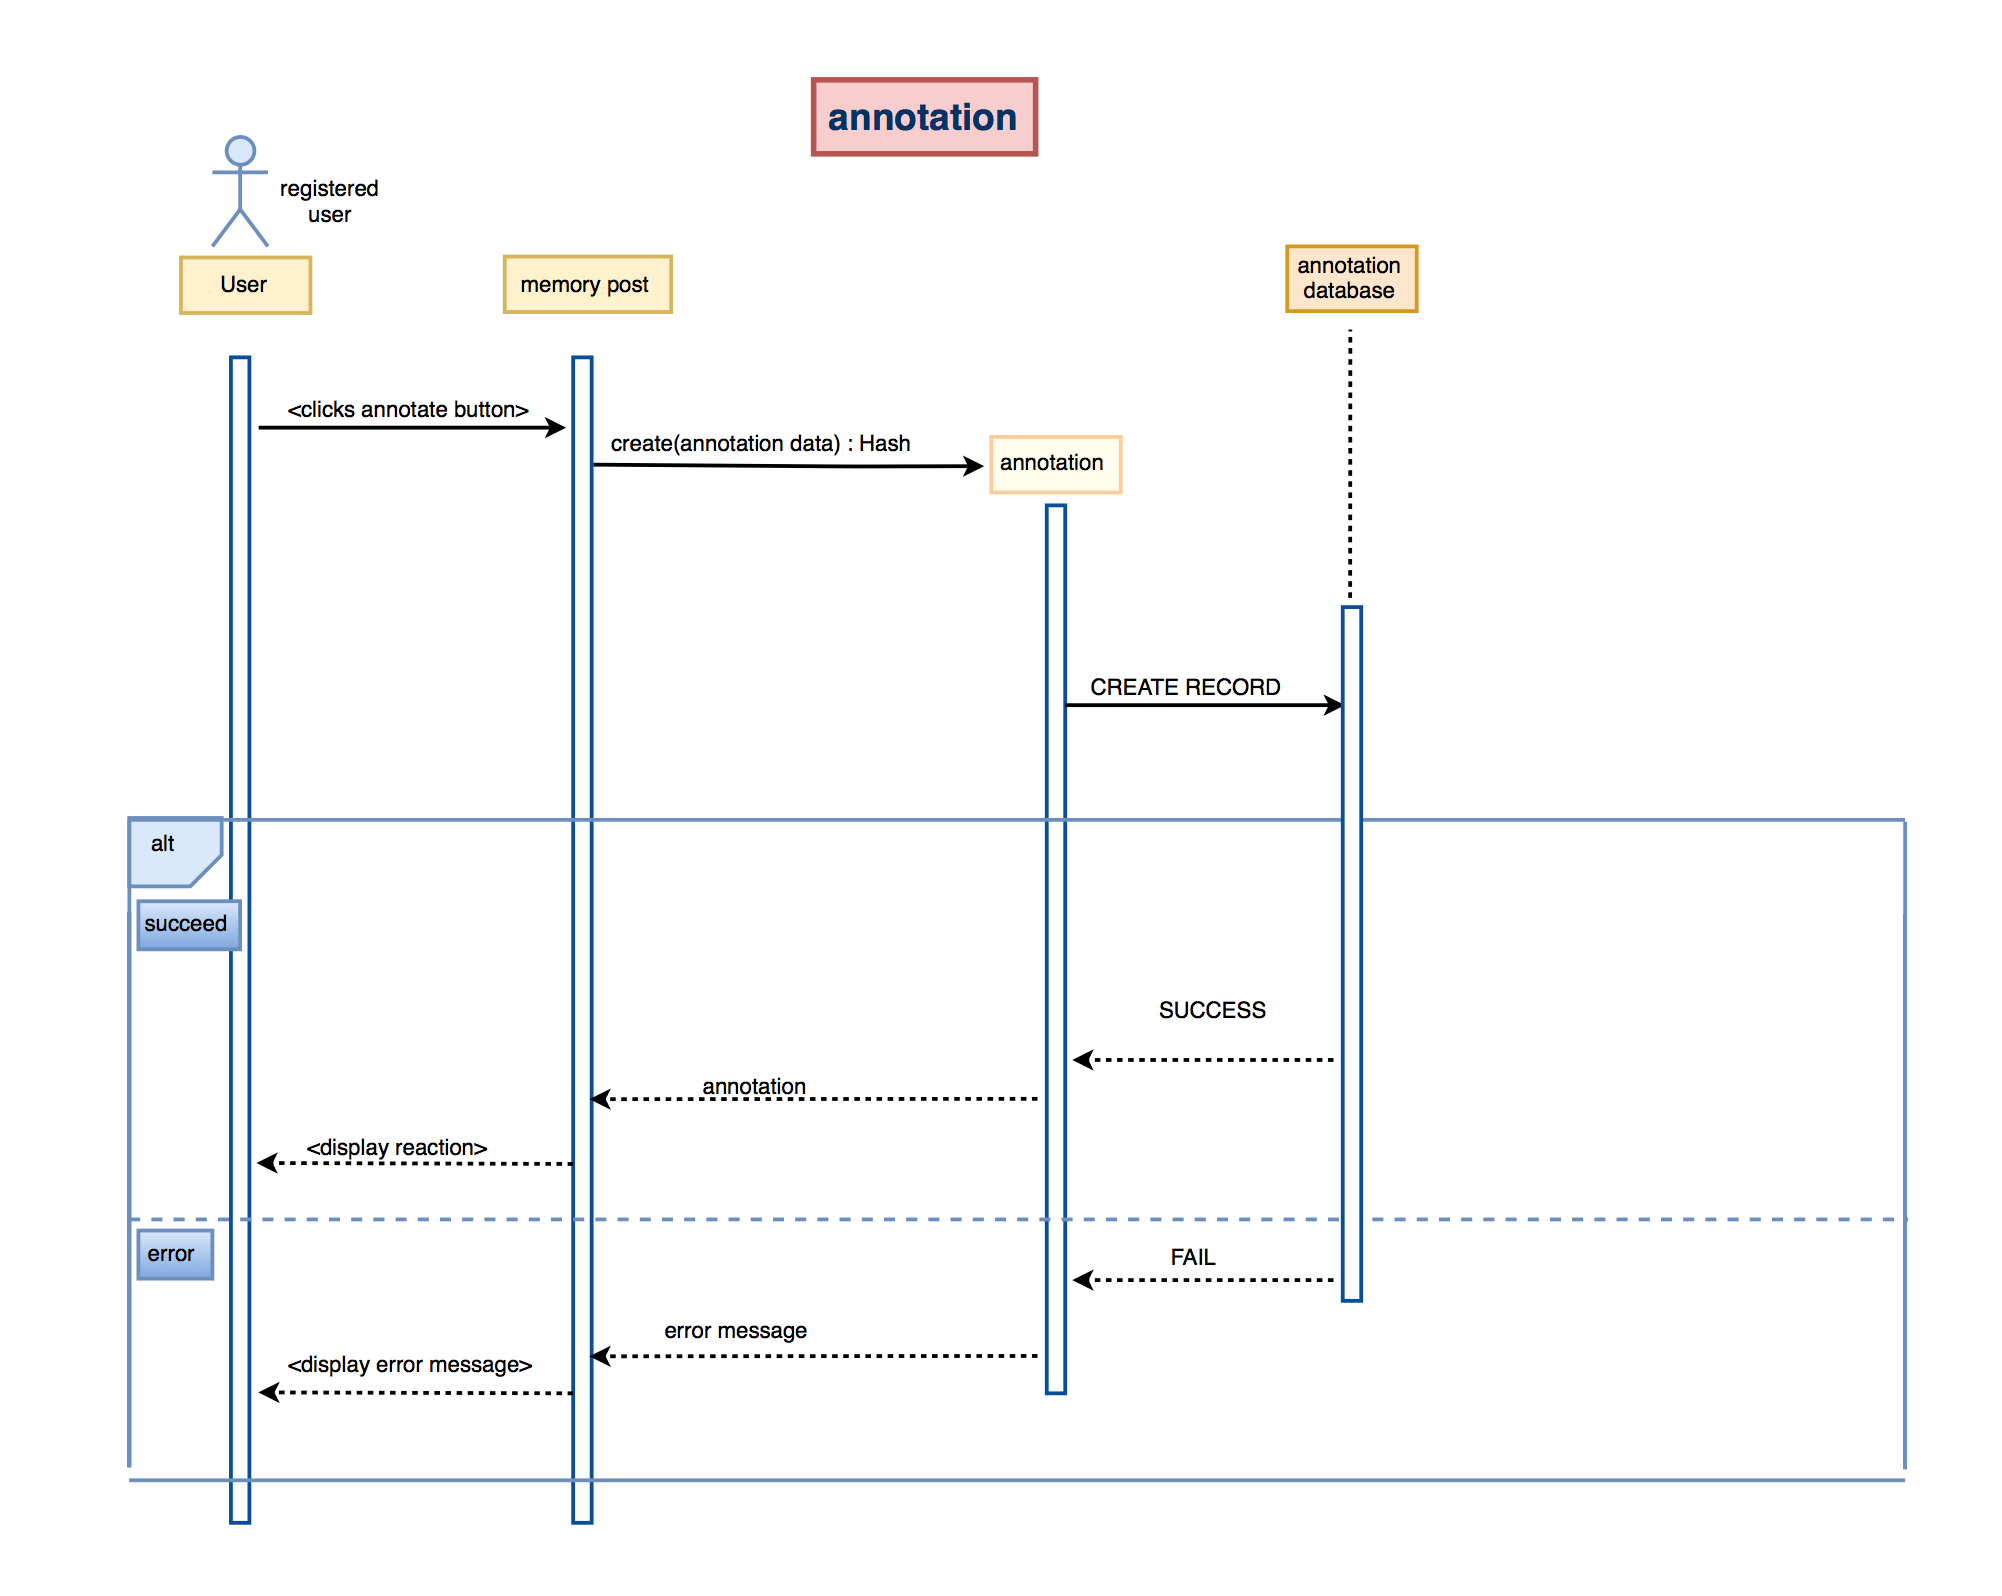 annotation
registered
user
User
memory post
annotation
database
<clicks annotate button>
create(annotation data) : Hash
annotation
CREATE RECORD
alt
succeed
SUCCESS
annotation
<display reaction>
error
FAIL
error message
<display error message>